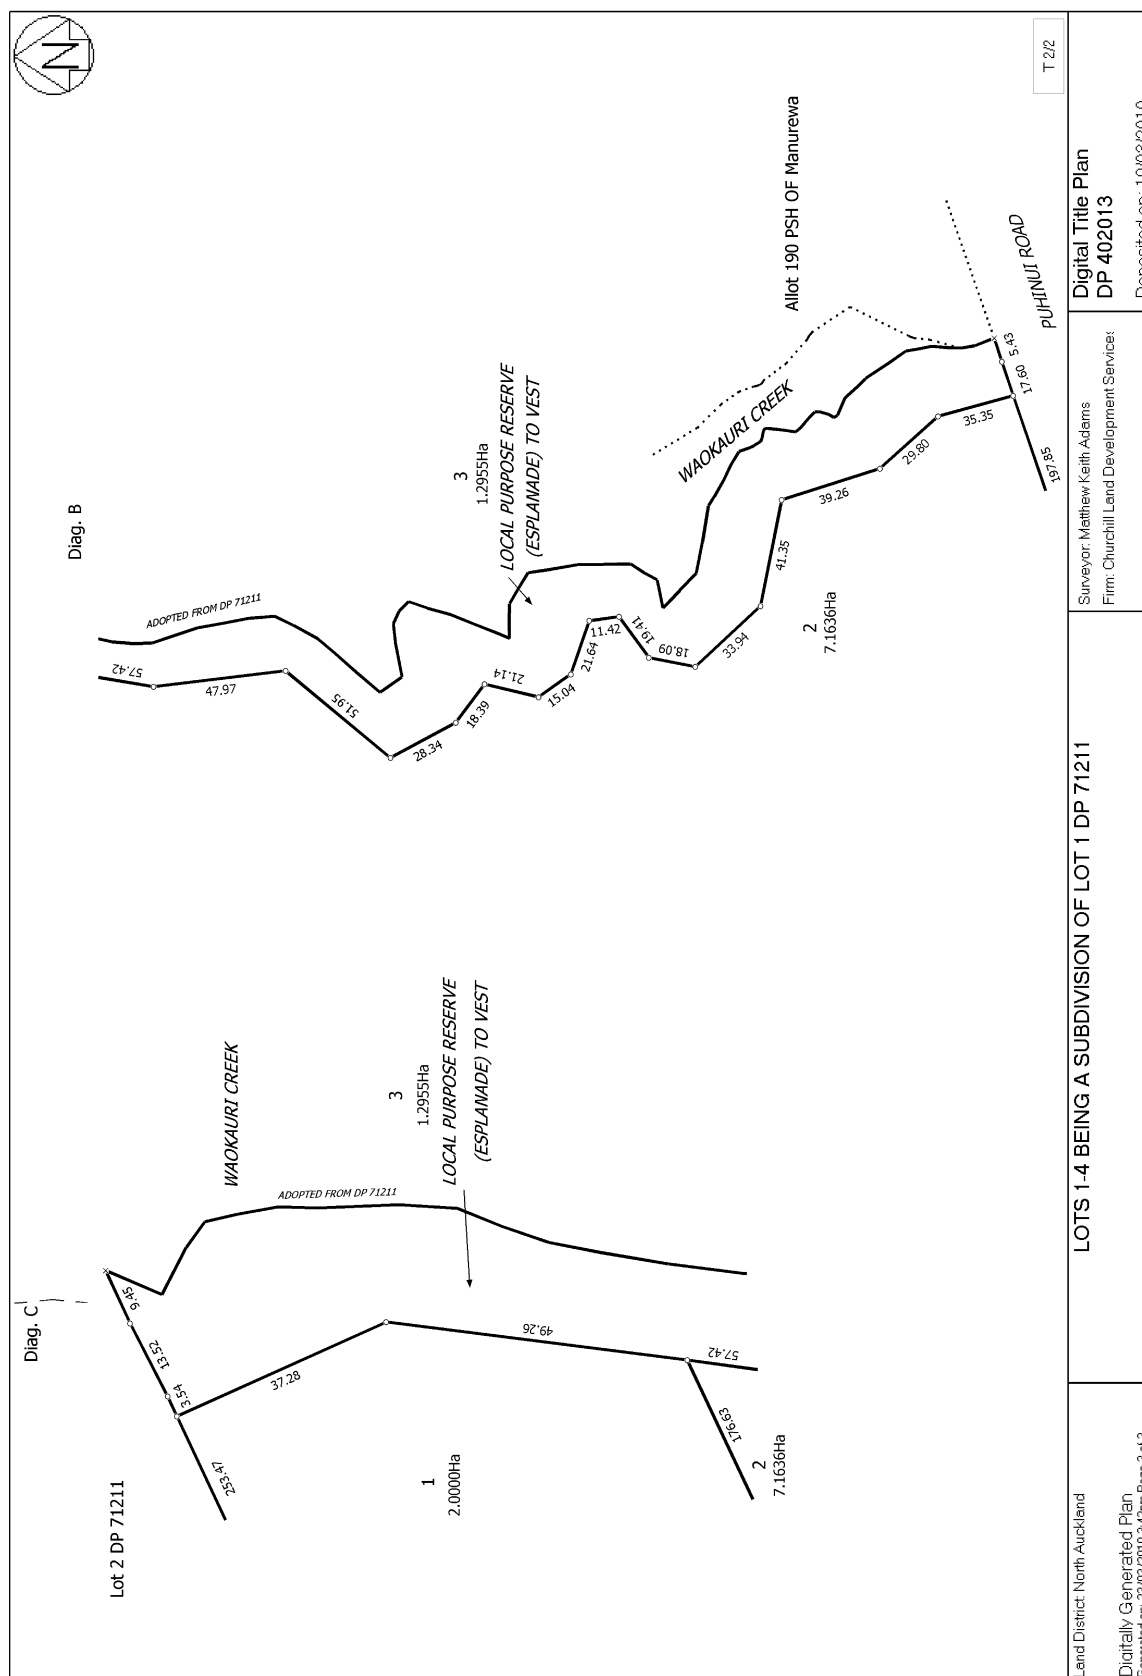 N
Diag. C
Lot 2 DP 71211
253.47
3.54
13.52
9.45
37.28
49.26
57.42
176.63
1
2.0000Ha
2
7.1636Ha
WAOKAURI CREEK
ADOPTED FROM DP 71211
3
1.2955Ha
LOCAL PURPOSE RESERVE
(ESPLANADE) TO VEST
Diag. B
ADOPTED FROM DP 71211
57.42
47.97
51.95
28.34
18.39
21.14
15.04
21.64
11.42
19.41
18.09
33.94
41.35
39.26
29.80
35.35
197.85
17.60
5.43
3
1.2955Ha
LOCAL PURPOSE RESERVE
(ESPLANADE) TO VEST
2
7.1636Ha
WAOKAURI CREEK
Allot 190 PSH OF Manurewa
PUHINUI ROAD
T 2/2
Land District: North Auckland
Digitally Generated Plan
LOTS 1-4 BEING A SUBDIVISION OF LOT 1 DP 71211
Surveyor: Matthew Keith Adams
Firm: Churchill Land Development Services
Digital Title Plan
DP 402013
Deposited on: